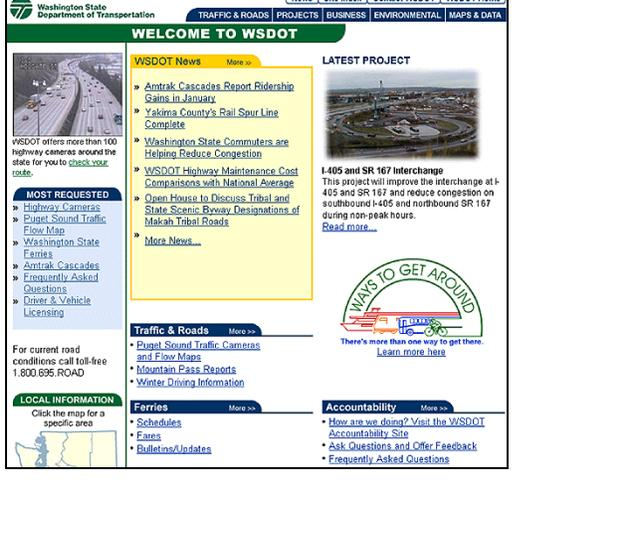 Washington State
Department of Transportation
TRAFFIC & ROADS
PROJECTS
BUSINESS
ENVIRONMENTAL
MAPS & DATA
WELCOME TO WSDOT
WSDOT offers more than 100
highway cameras around the
state for you to check your
route.
MOST REQUESTED
» Highway Cameras
» Puget Sound Traffic
Flow Map
» Washington State
Ferries
» Amtrak Cascades
» Frequently Asked
Questions
» Driver & Vehicle
Licensing
For current road
conditions call toll-free
1.800.695.ROAD
LOCAL INFORMATION
Click the map for a
specific area
WSDOT News More »
» Amtrak Cascades Report Ridership
Gains in January
» Yakima County's Rail Spur Line
Complete
» Washington State Commuters are
Helping Reduce Congestion
» WSDOT Highway Maintenance Cost
Comparisons with National Average
» Open House to Discuss Tribal and
State Scenic Byway Designations of
Makah Tribal Roads
» More News...
Traffic & Roads More >>
• Puget Sound Traffic Cameras
and Flow Maps
• Mountain Pass Reports
• Winter Driving Information
Ferries More >>
• Schedules
• Fares
• Bulletins/Updates
LATEST PROJECT
I-405 and SR 167 Interchange
This project will improve the interchange at I-
405 and SR 167 and reduce congestion on
southbound I-405 and northbound SR 167
during non-peak hours.
Read more...
WAYS TO GET AROUND
There's more than one way to get there.
Learn more here
Accountability More >>
• How are we doing? Visit the WSDOT
Accountability Site
• Ask Questions and Offer Feedback
• Frequently Asked Questions